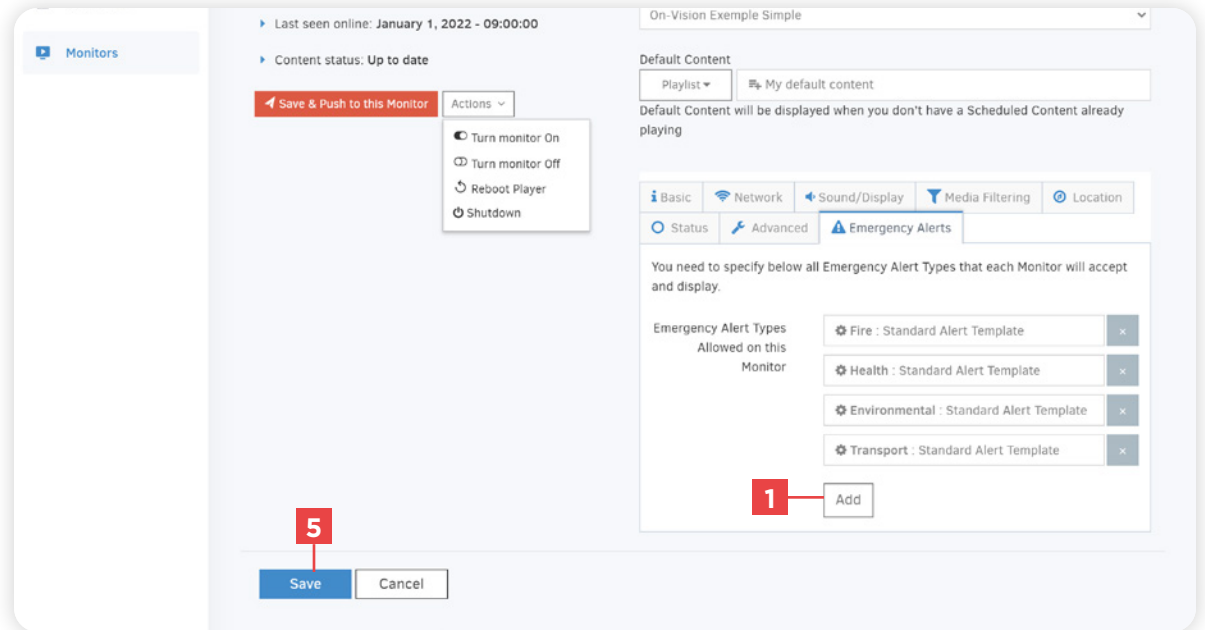 Monitors
Last seen online: January 1, 2022 - 09:00:00
Content status: Up to date
Save & Push to this Monitor
Actions
Turn monitor On
Turn monitor Off
Reboot Player
Shutdown
On-Vision Exemple Simple
Default Content
Playlist
My default content
Default Content will be displayed when you don't have a Scheduled Content already
playing
Basic
Network
Sound/Display
Media Filtering
Location
Status
Advanced
Emergency Alerts
You need to specify below all Emergency Alert Types that each Monitor will accept
and display.
Emergency Alert Types
Allowed on this
Monitor
Fire : Standard Alert Template
×
Health : Standard Alert Template
×
Environmental : Standard Alert Template
×
Transport : Standard Alert Template
×
1
Add
5
Save
Cancel